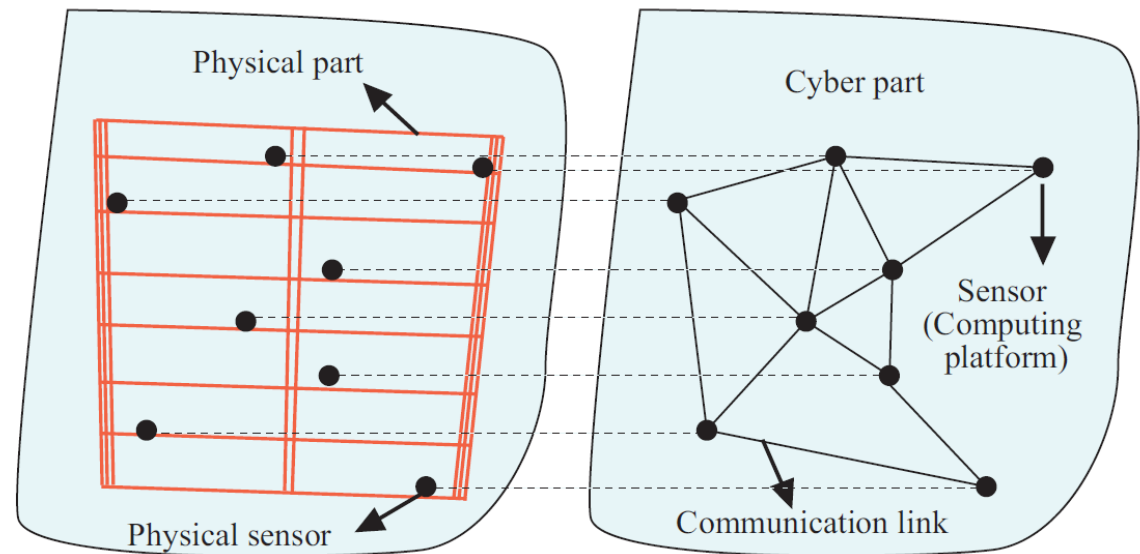 Physical part
Cyber part
Sensor
(Computing
platform)
Physical sensor
Communication link